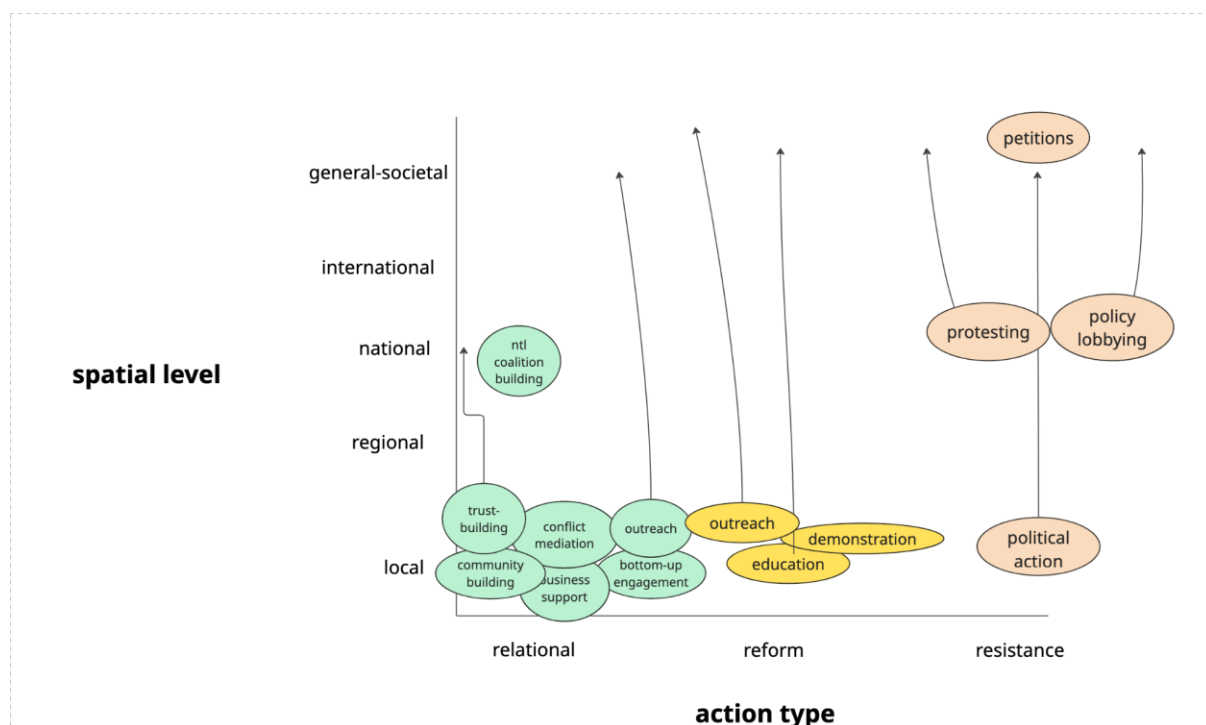 petitions
general-societal
international
protesting
policy
lobbying
ntl
coalition
building
national
spatial level
regional
trust-
building
conflict
mediation
outreach
outreach
demonstration
political
action
local
community
building
business
support
bottom-up
engagement
education
relational
reform
resistance
action type